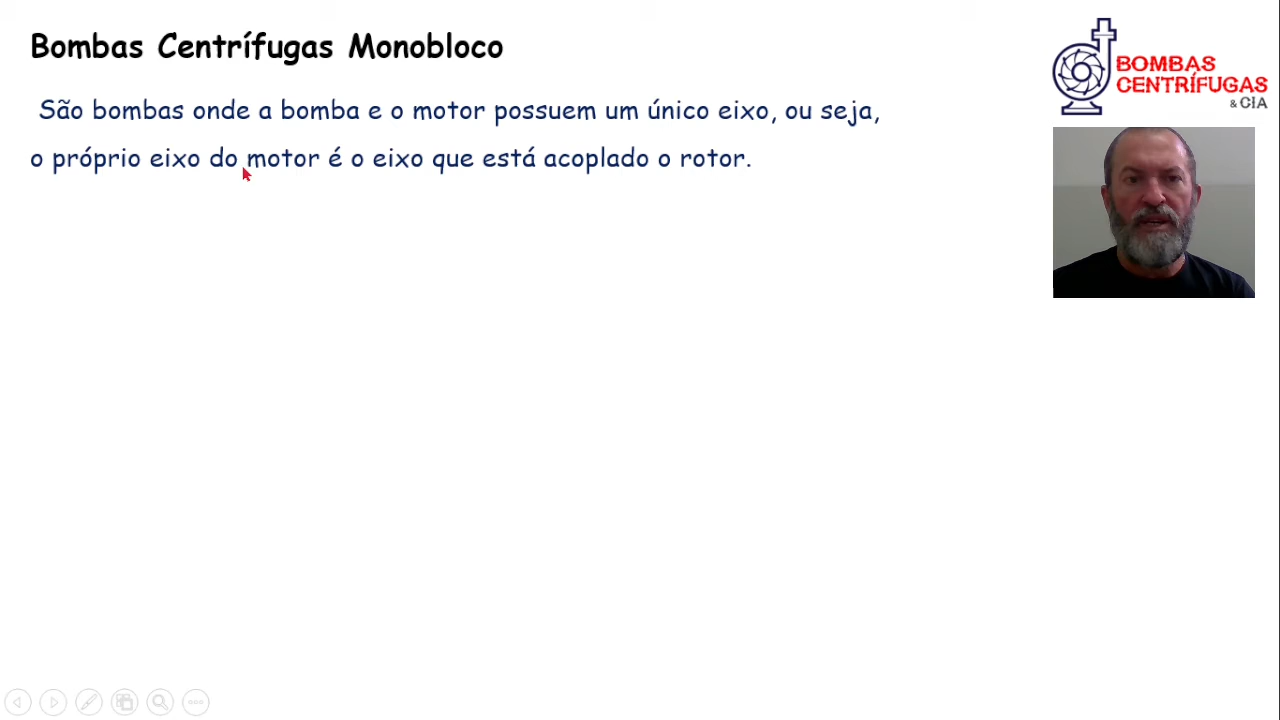 Bombas Centrífugas Monobloco
São bombas onde a bomba e o motor possuem um único eixo, ou seja,
o próprio eixo do motor é o eixo que está acoplado o rotor.
BOMBAS
CENTRÍFUGAS
& CIA